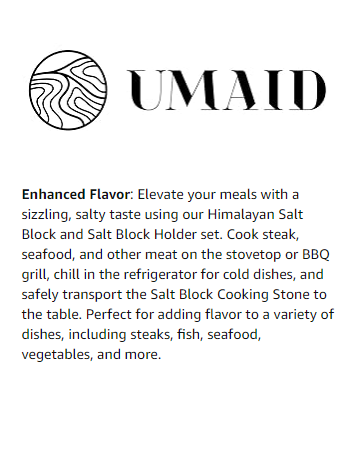 UMAID
Enhanced Flavor: Elevate your meals with a
sizzling, salty taste using our Himalayan Salt
Block and Salt Block Holder set. Cook steak,
seafood, and other meat on the stovetop or BBQ
grill, chill in the refrigerator for cold dishes, and
safely transport the Salt Block Cooking Stone to
the table. Perfect for adding flavor to a variety of
dishes, including steaks, fish, seafood,
vegetables, and more.